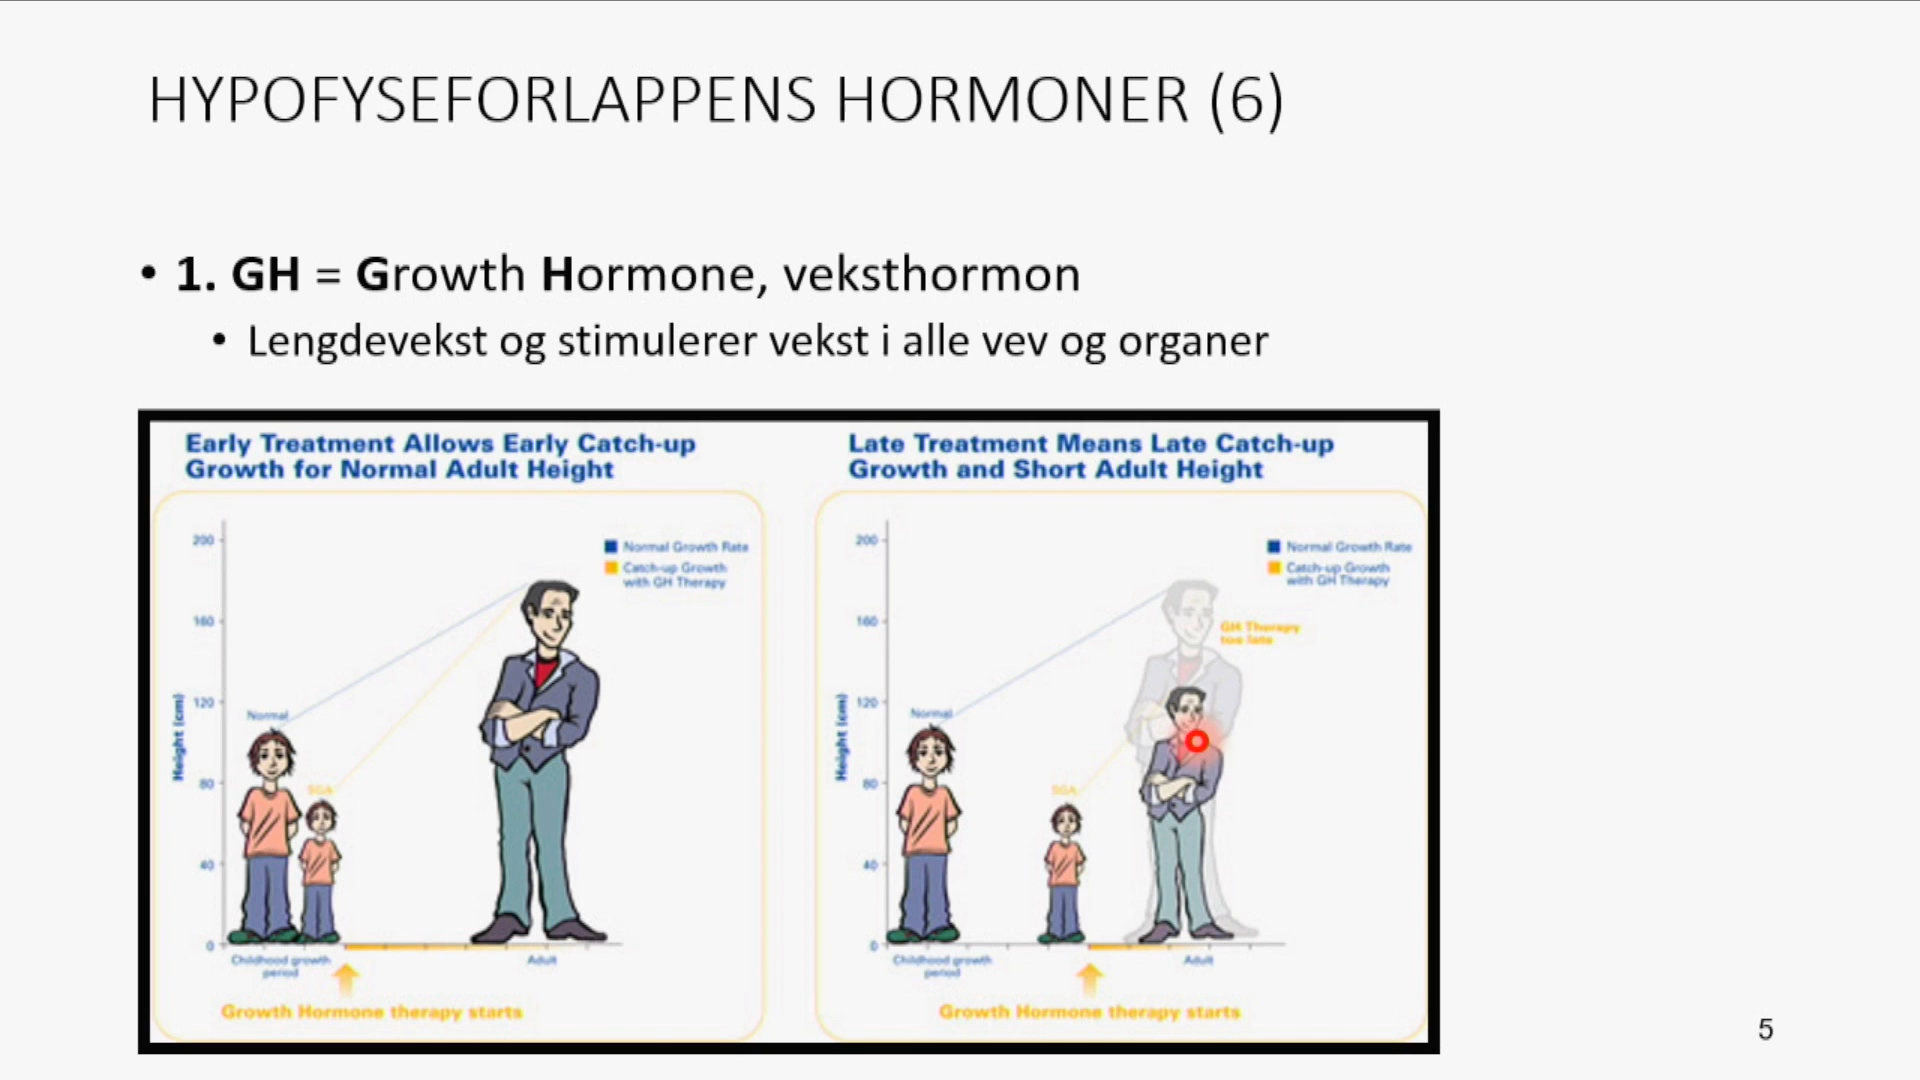 HYPOFYSEFORLAPPENS HORMONER (6)
• 1. GH = Growth Hormone, veksthormon
• Lengdevekst og stimulerer vekst i alle vev og organer
Early Treatment Allows Early Catch-up
Growth for Normal Adult Height
200
160
120
80
40
0
Height (cm)
Normal Growth Rate
Catch-up Growth
with GH Therapy
Normal
SGA
Childhood growth
period
Adult
Growth Hormone therapy starts
Late Treatment Means Late Catch-up
Growth and Short Adult Height
200
160
120
80
40
0
Height (cm)
Normal Growth Rate
Catch-up Growth
with GH Therapy
GH Therapy
too late
Normal
SGA
Childhood growth
period
Adult
Growth Hormone therapy starts
5